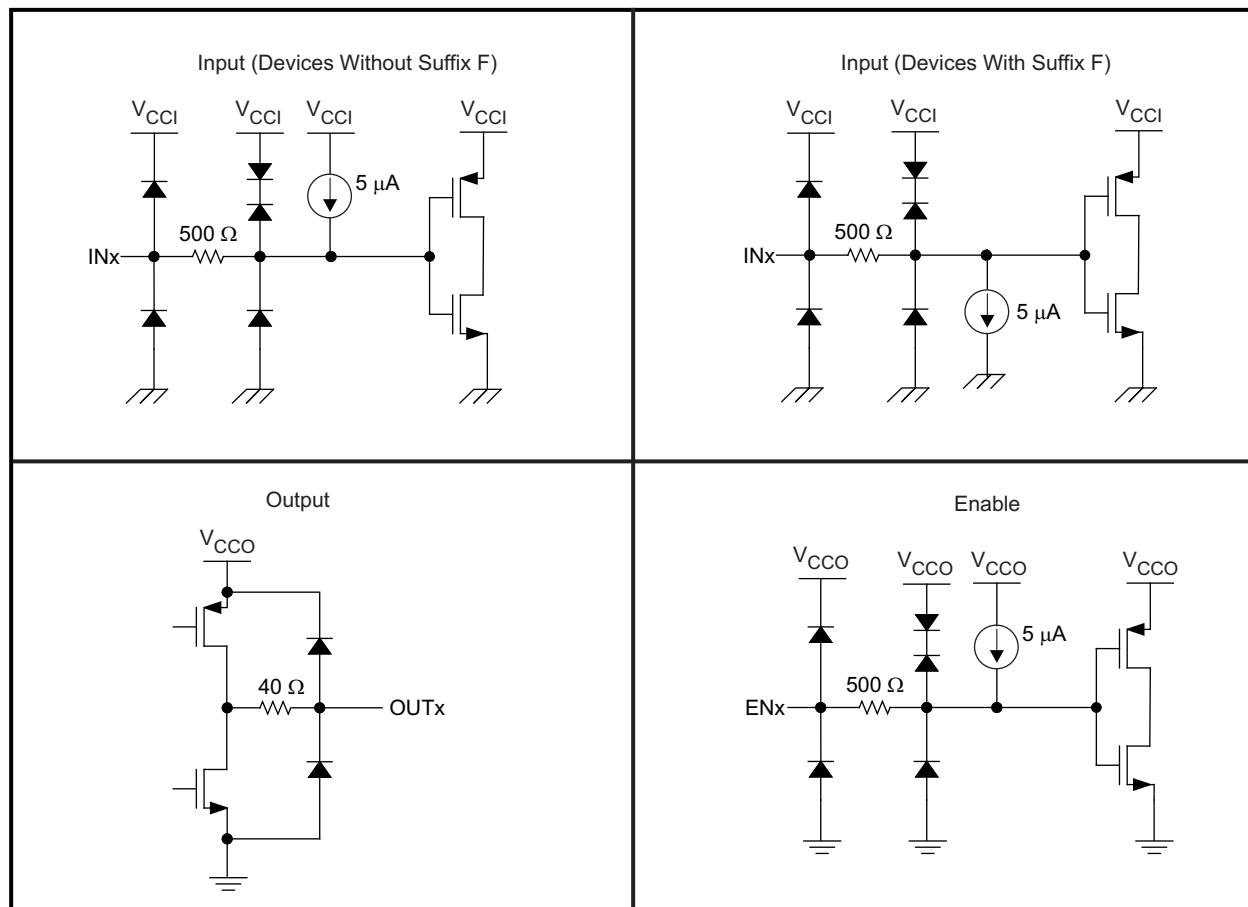 Input (Devices Without Suffix F)
V_CCI V_CCI V_CCI V_CCI
5 μA
500 Ω
INx
Input (Devices With Suffix F)
V_CCI V_CCI V_CCI
500 Ω
INx
5 μA
Output
V_CCO
40 Ω
OUTx
Enable
V_CCO V_CCO V_CCO V_CCO
5 μA
500 Ω
ENx